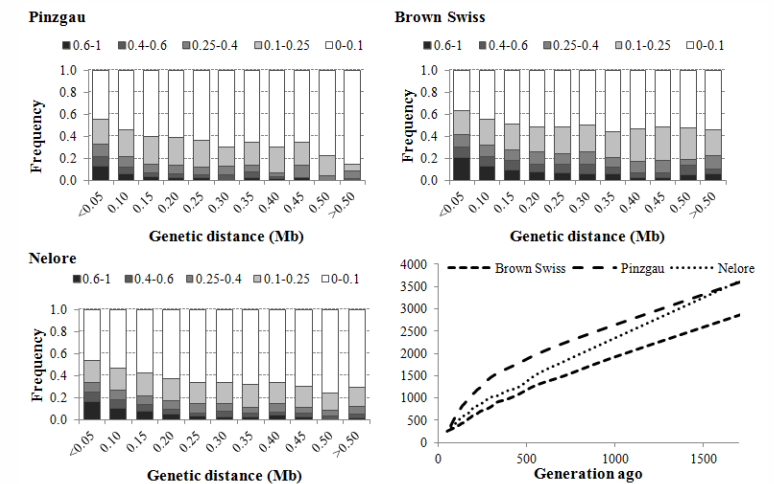 Pinzgau
■0.6-1 ■0.4-0.6 ■0.25-0.4 □0.1-0.25 □0-0.1
Frequency
1.0
0.8
0.6
0.4
0.2
0.0
<0.05 0.10 0.15 0.20 0.25 0.30 0.35 0.40 0.45 0.50 >0.50
Genetic distance (Mb)
Brown Swiss
■0.6-1 ■0.4-0.6 ■0.25-0.4 □0.1-0.25 □0-0.1
Frequency
1.0
0.8
0.6
0.4
0.2
0.0
<0.05 0.10 0.15 0.20 0.25 0.30 0.35 0.40 0.45 0.50 >0.50
Genetic distance (Mb)
Nelore
■0.6-1 ■0.4-0.6 ■0.25-0.4 □0.1-0.25 □0-0.1
Frequency
1.0
0.8
0.6
0.4
0.2
0.0
<0.05 0.10 0.15 0.20 0.25 0.30 0.35 0.40 0.45 0.50 >0.50
Genetic distance (Mb)
Brown Swiss Pinzgau Nelore
4000
3500
3000
2500
2000
1500
1000
500
0
0 500 1000 1500
Generation ago